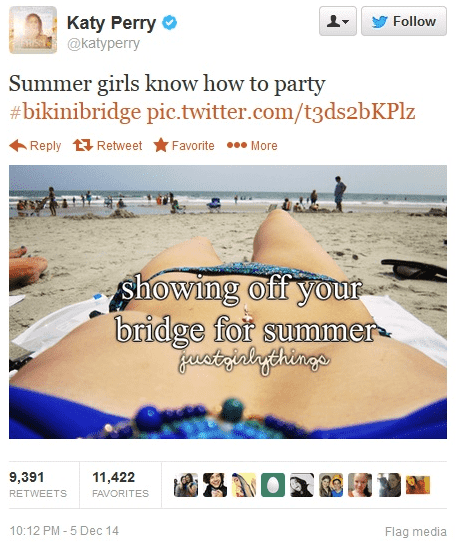 Katy Perry
@katyperry
Follow
Summer girls know how to party
#bikinibridge pic.twitter.com/t3ds2bKPlz
Reply Retweet Favorite More
showing off your
bridge for summer
justgirlythings
9,391 11,422
RETWEETS FAVORITES
10:12 PM - 5 Dec 14 Flag media